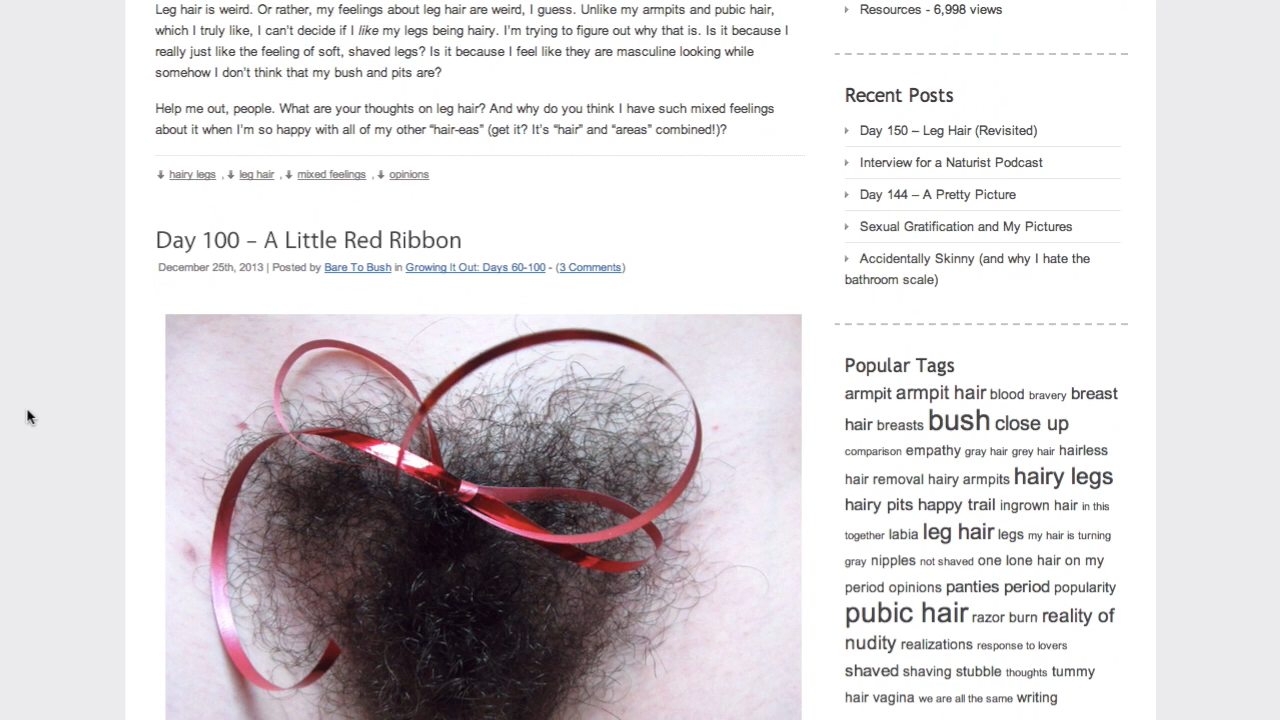 Leg hair is weird. Or rather, my feelings about leg hair are weird, I guess. Unlike my armpits and pubic hair,
which I truly like, I can't decide if I like my legs being hairy. I'm trying to figure out why that is. Is it because I
really just like the feeling of soft, shaved legs? Is it because I feel like they are masculine looking while
somehow I don't think that my bush and pits are?
Help me out, people. What are your thoughts on leg hair? And why do you think I have such mixed feelings
about it when I'm so happy with all of my other “hair-eas” (get it? It's “hair” and “areas” combined!)?
hairy legs , leg hair , mixed feelings , opinions
Day 100 – A Little Red Ribbon
December 25th, 2013 | Posted by Bare To Bush in Growing It Out: Days 60-100 - (3 Comments)
Resources - 6,998 views
Recent Posts
Day 150 – Leg Hair (Revisited)
Interview for a Naturist Podcast
Day 144 – A Pretty Picture
Sexual Gratification and My Pictures
Accidentally Skinny (and why I hate the
bathroom scale)
Popular Tags
armpit armpit hair blood bravery breast
hair breasts bush close up
comparison empathy gray hair grey hair hairless
hair removal hairy armpits hairy legs
hairy pits happy trail ingrown hair in this
together labia leg hair legs my hair is turning
gray nipples not shaved one lone hair on my
period opinions panties period popularity
pubic hair razor burn reality of
nudity realizations response to lovers
shaved shaving stubble thoughts tummy
hair vagina we are all the same writing